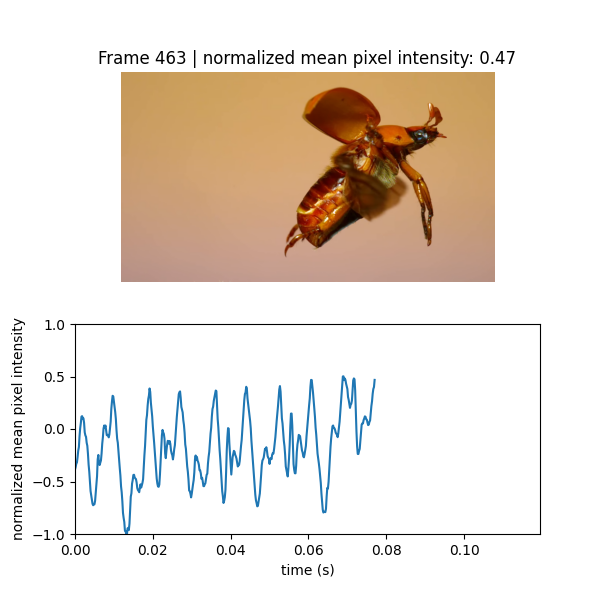 Frame 463 | normalized mean pixel intensity: 0.47
normalized mean pixel intensity
1.0
0.5
0.0
−0.5
−1.0
0.00 0.02 0.04 0.06 0.08 0.10
time (s)